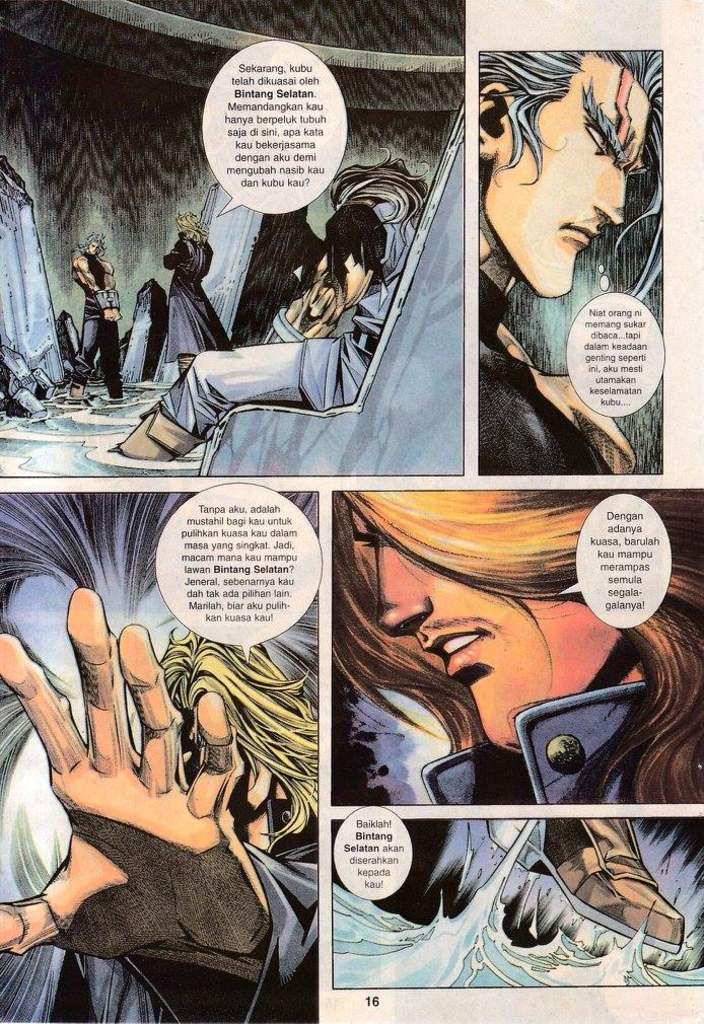 Sekarang, kubu
telah dikuasai oleh
Bintang Selatan.
Memandangkan kau
hanya berpeluk tubuh
saja di sini, apa kata
kau bekerjasama
dengan aku demi
mengubah nasib kau
dan kubu kau?
Niat orang ni
memang sukar
dibaca...tapi
dalam keadaan
genting seperti
ini, aku mesti
utamakan
keselamatan
kubu....
Tanpa aku, adalah
mustahil bagi kau untuk
pulihkan kuasa kau dalam
masa yang singkat. Jadi,
macam mana kau mampu
lawan Bintang Selatan?
Jeneral, sebenarnya kau
dah tak ada pilihan lain.
Marilah, biar aku pulih-
kan kuasa kau!
Dengan
adanya
kuasa, barulah
kau mampu
merampas
semula
segala-
galanya!
Baiklah!
Bintang
Selatan akan
diserahkan
kepada
kau!
16